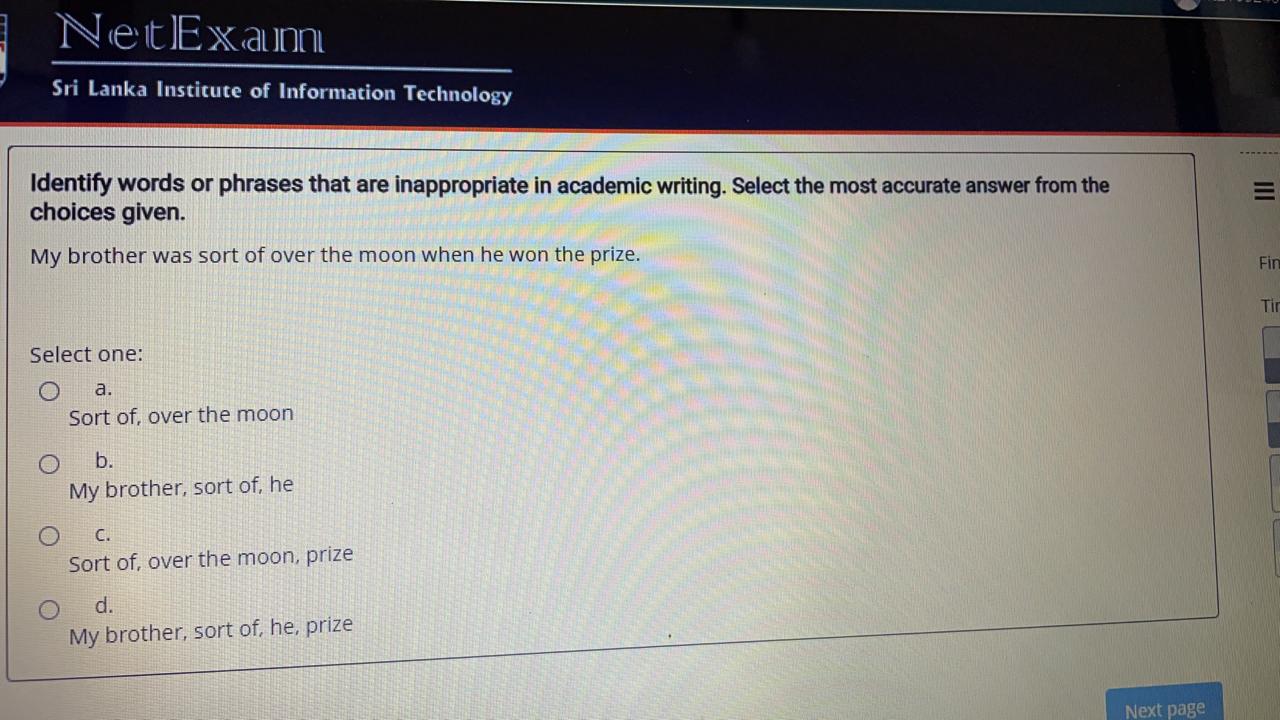 NetExam
Sri Lanka Institute of Information Technology
Identify words or phrases that are inappropriate in academic writing. Select the most accurate answer from the
choices given.
My brother was sort of over the moon when he won the prize.
Select one:
a.
Sort of, over the moon
b.
My brother, sort of, he
c.
Sort of, over the moon, prize
d.
My brother, sort of, he, prize
Next page